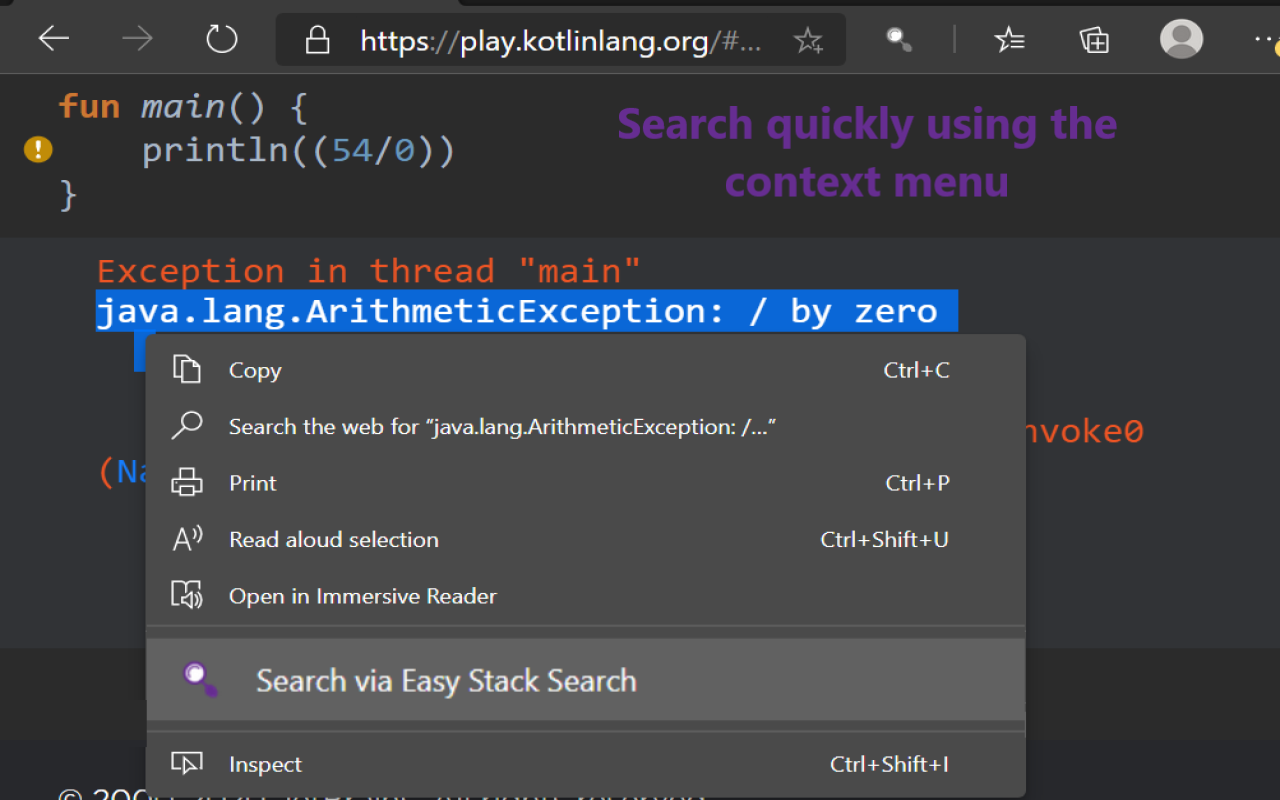 https://play.kotlinlang.org/#...
fun main() {
println((54/0))
}
Search quickly using the
context menu
Exception in thread "main"
java.lang.ArithmeticException: / by zero
Copy Ctrl+C
Search the web for “java.lang.ArithmeticException: /...”
nvoke0
Print Ctrl+P
(Na
Read aloud selection Ctrl+Shift+U
Open in Immersive Reader
Search via Easy Stack Search
Inspect Ctrl+Shift+I